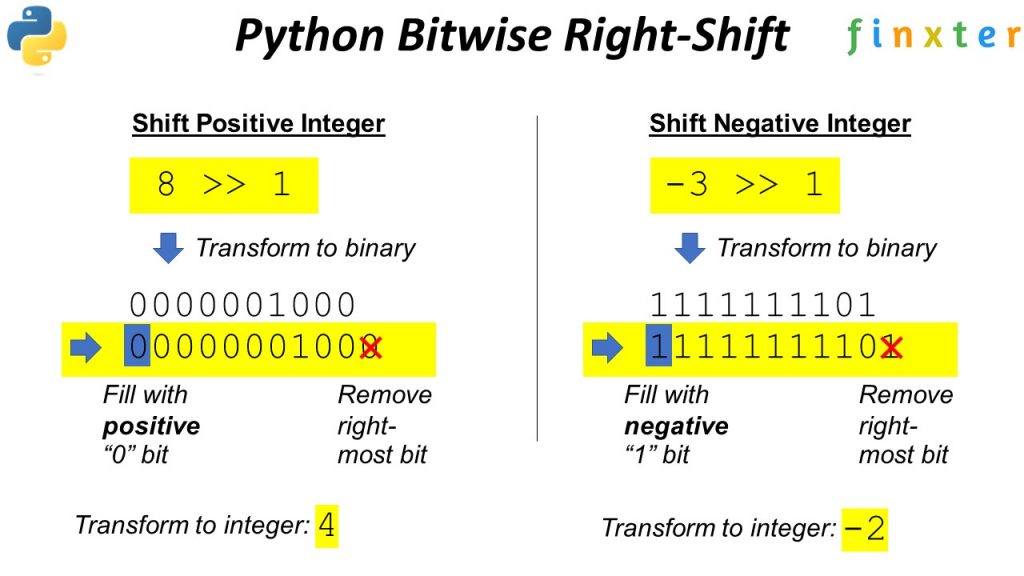 Python Bitwise Right-Shift
finxter
Shift Positive Integer
8 >> 1
Transform to binary
0000001000
00000001000
Fill with
positive
“0” bit
Remove
right-
most bit
Transform to integer: 4
Shift Negative Integer
-3 >> 1
Transform to binary
1111111101
11111111101
Fill with
negative
“1” bit
Remove
right-
most bit
Transform to integer: -2